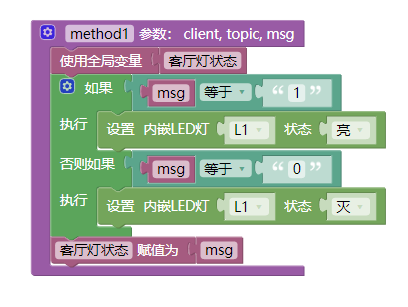 method1 参数： client, topic, msg
使用全局变量 客厅灯状态
如果 msg 等于 “ 1 ”
执行 设置 内嵌LED灯 L1 状态 亮
否则如果 msg 等于 “ 0 ”
执行 设置 内嵌LED灯 L1 状态 灭
客厅灯状态 赋值为 msg